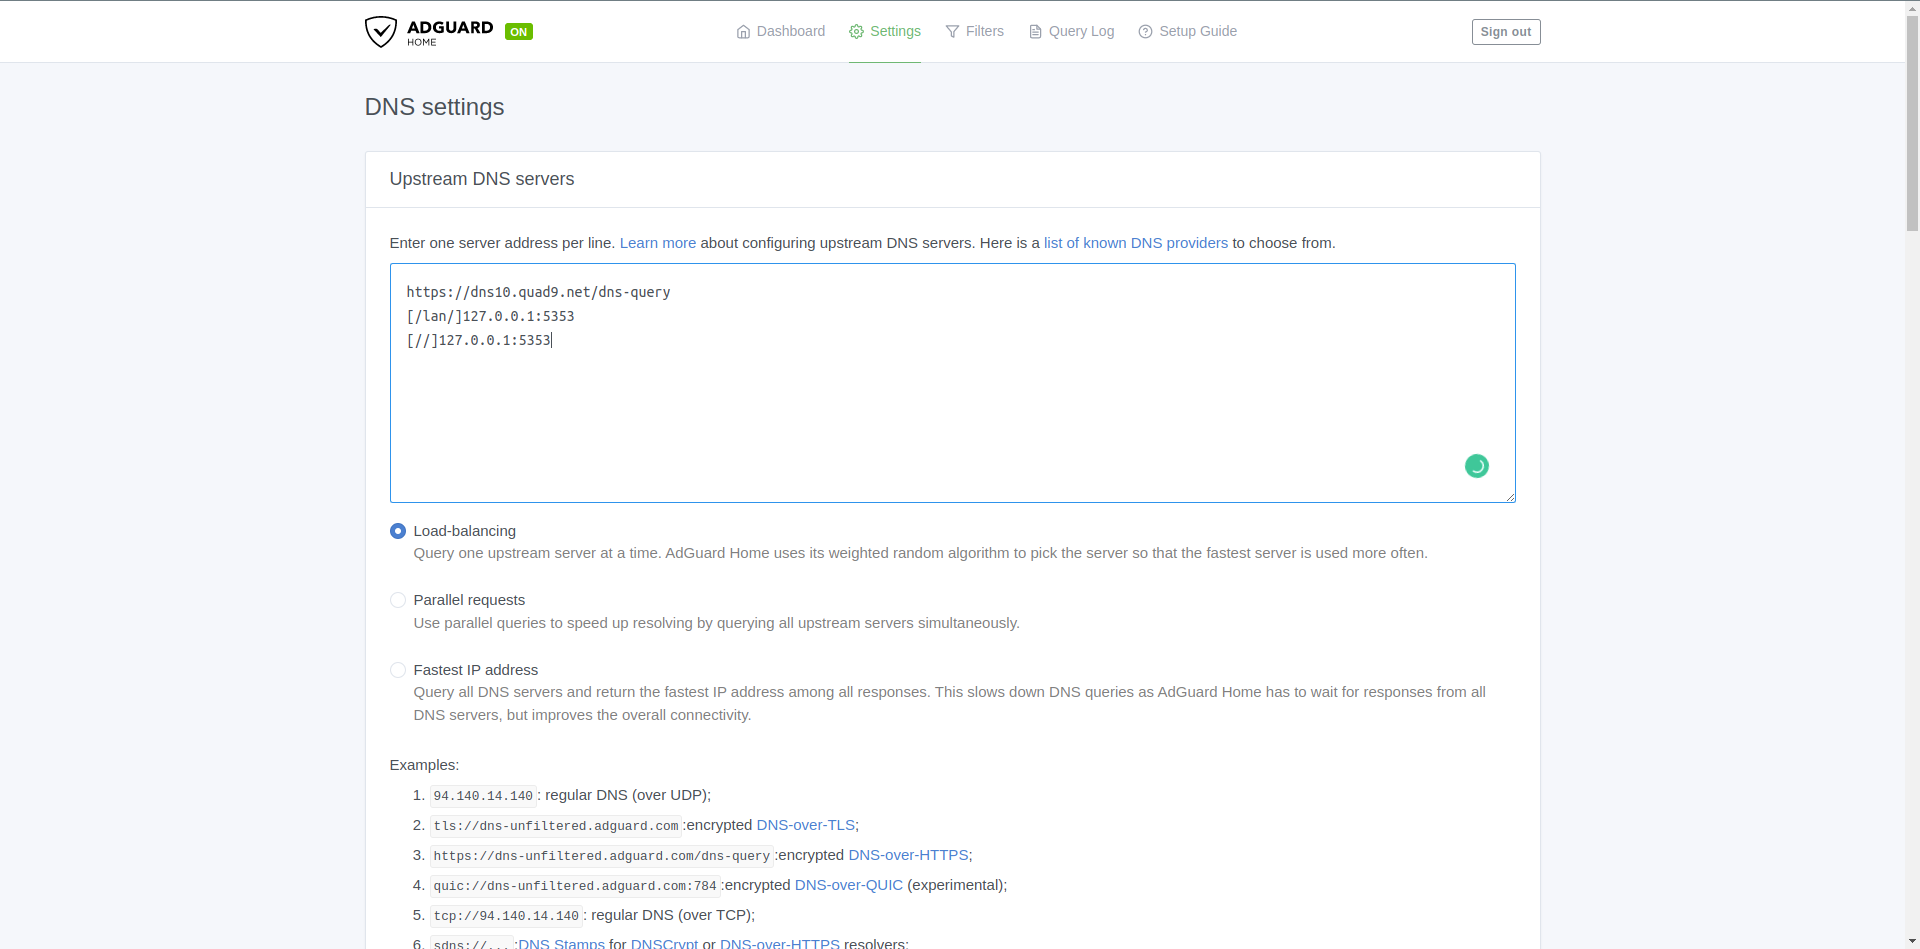 ADGUARD
HOME
ON
Dashboard
Settings
Filters
Query Log
Setup Guide
Sign out
DNS settings
Upstream DNS servers
Enter one server address per line. Learn more about configuring upstream DNS servers. Here is a list of known DNS providers to choose from.
https://dns10.quad9.net/dns-query
[/lan/]127.0.0.1:5353
[//]127.0.0.1:5353
Load-balancing
Query one upstream server at a time. AdGuard Home uses its weighted random algorithm to pick the server so that the fastest server is used more often.
Parallel requests
Use parallel queries to speed up resolving by querying all upstream servers simultaneously.
Fastest IP address
Query all DNS servers and return the fastest IP address among all responses. This slows down DNS queries as AdGuard Home has to wait for responses from all
DNS servers, but improves the overall connectivity.
Examples:
1. 94.140.14.140: regular DNS (over UDP);
2. tls://dns-unfiltered.adguard.com:encrypted DNS-over-TLS;
3. https://dns-unfiltered.adguard.com/dns-query:encrypted DNS-over-HTTPS;
4. quic://dns-unfiltered.adguard.com:784:encrypted DNS-over-QUIC (experimental);
5. tcp://94.140.14.140: regular DNS (over TCP);
6. sdns://...:DNS Stamps for DNSCrypt or DNS-over-HTTPS resolvers;